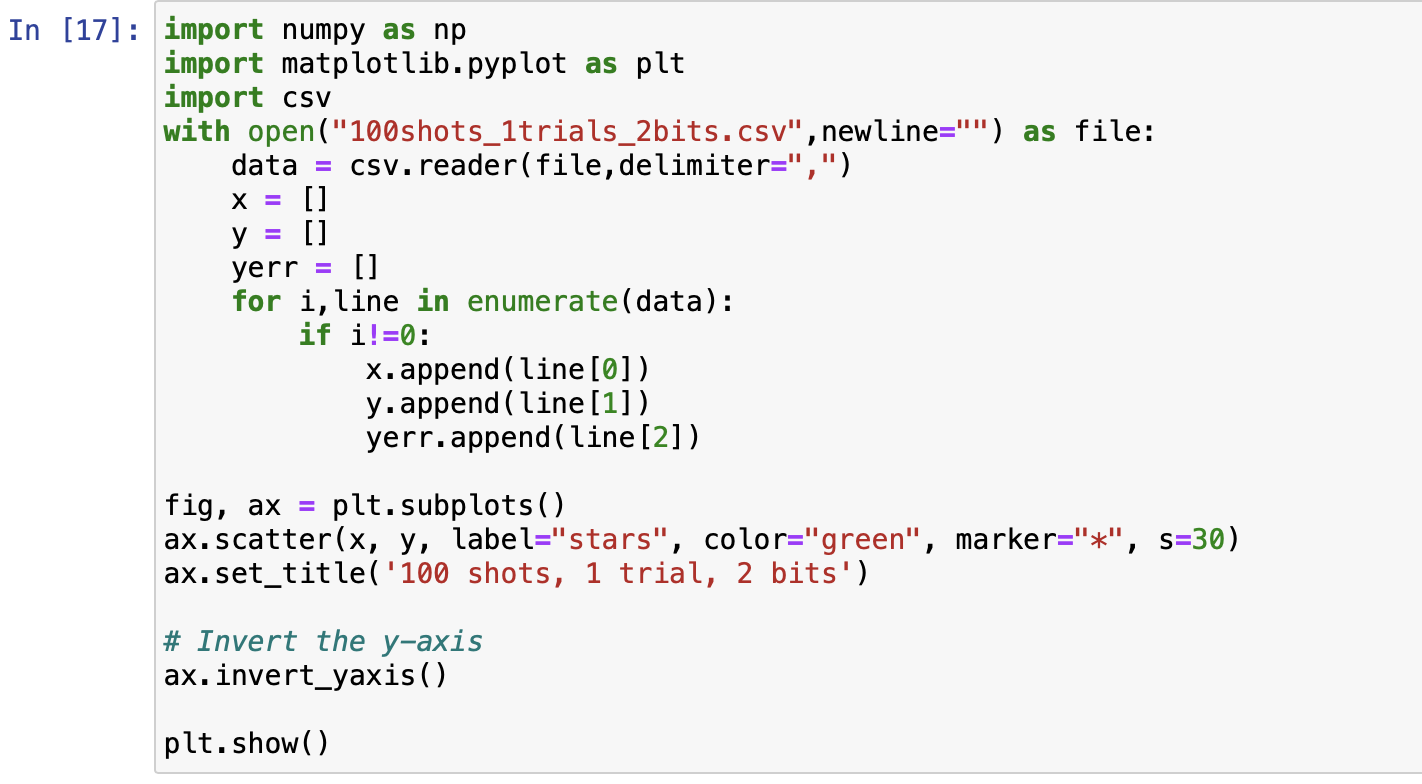 In [17]: import numpy as np
import matplotlib.pyplot as plt
import csv
with open("100shots_1trials_2bits.csv",newline="") as file:
    data = csv.reader(file,delimiter=",")
    x = []
    y = []
    yerr = []
    for i,line in enumerate(data):
        if i!=0:
            x.append(line[0])
            y.append(line[1])
            yerr.append(line[2])

fig, ax = plt.subplots()
ax.scatter(x, y, label="stars", color="green", marker="*", s=30)
ax.set_title('100 shots, 1 trial, 2 bits')

# Invert the y-axis
ax.invert_yaxis()

plt.show()